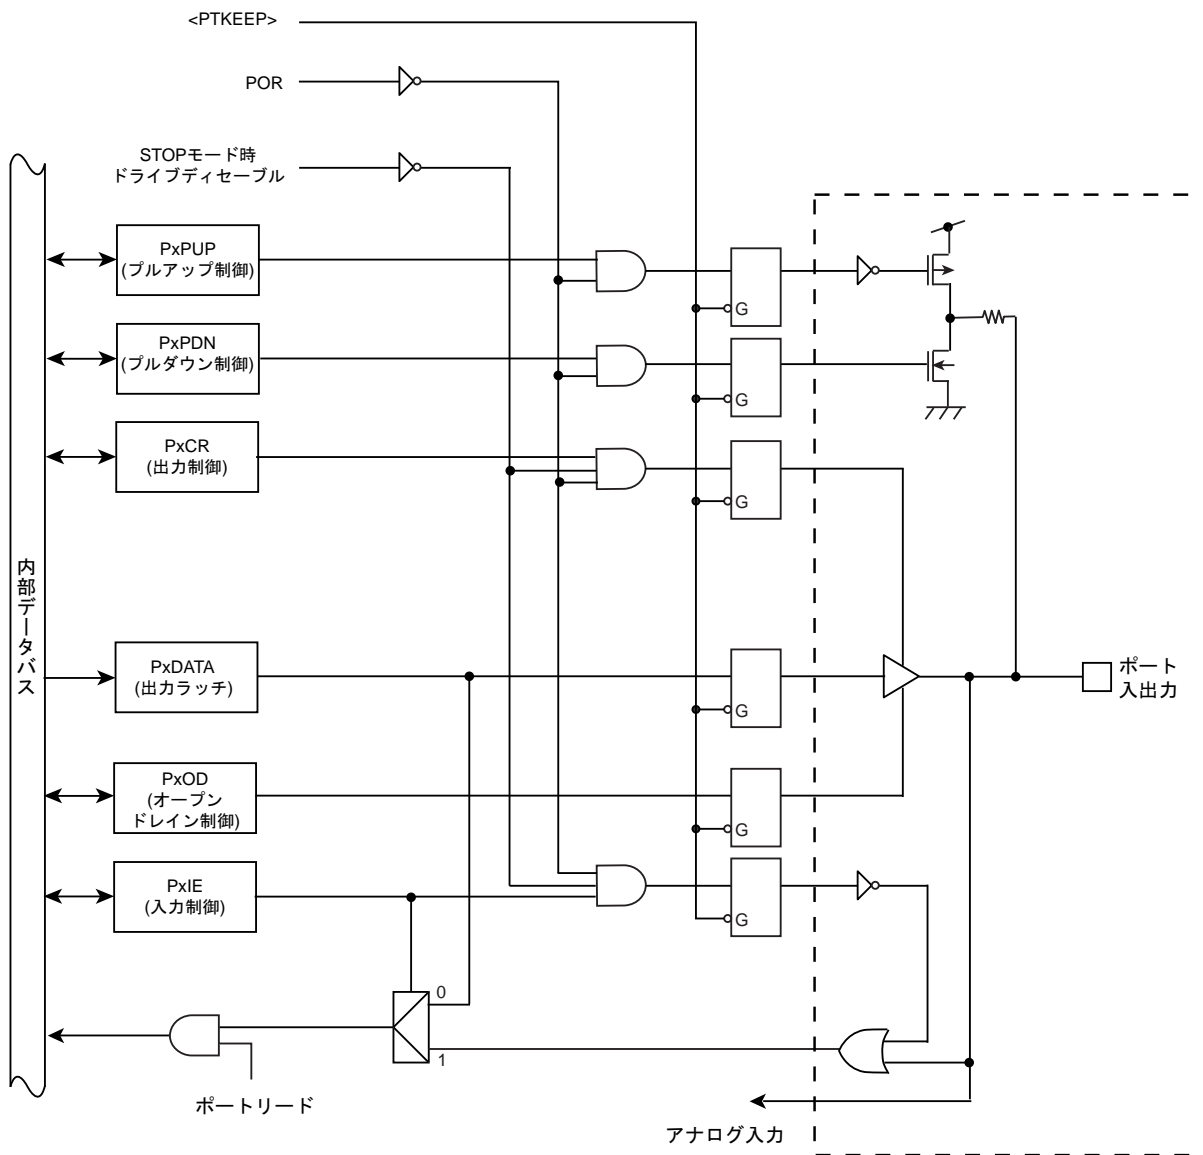 <PTKEEP>
POR
STOPモード時
ドライブディセーブル
PxPUP
(プルアップ制御)
G
PxPDN
(プルダウン制御)
G
PxCR
(出力制御)
G
内部データバス
PxDATA
(出力ラッチ)
G
ポート
入出力
PxOD
(オープン
ドレイン制御)
G
PxIE
(入力制御)
G
0
1
ポートリード
アナログ入力